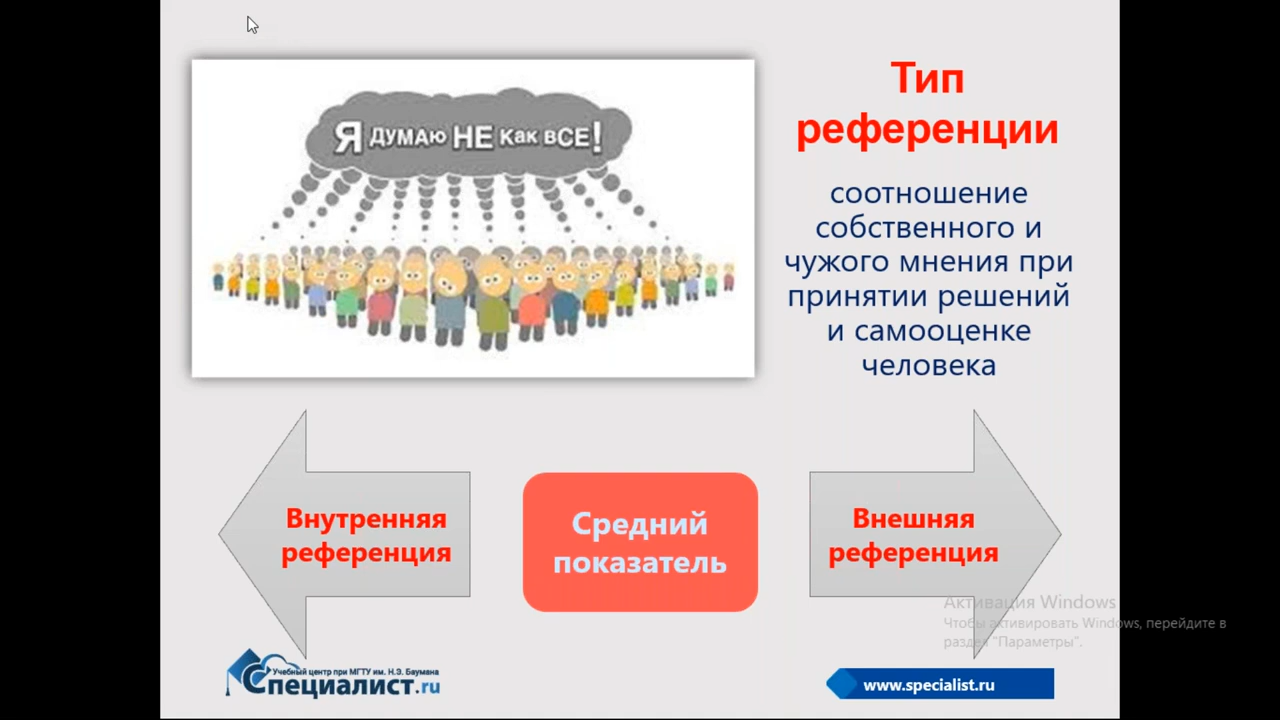 Я ДУМАЮ НЕ Как ВСЕ!
Тип
референции
соотношение
собственного и
чужого мнения при
принятии решений
и самооценке
человека
Внутренняя
референция
Средний
показатель
Внешняя
референция
Активация Windows
Чтобы активировать Windows, перейдите в
раздел "Параметры".
Учебный центр при МГТУ им. Н.Э. Баумана
Специалист.ru
www.specialist.ru